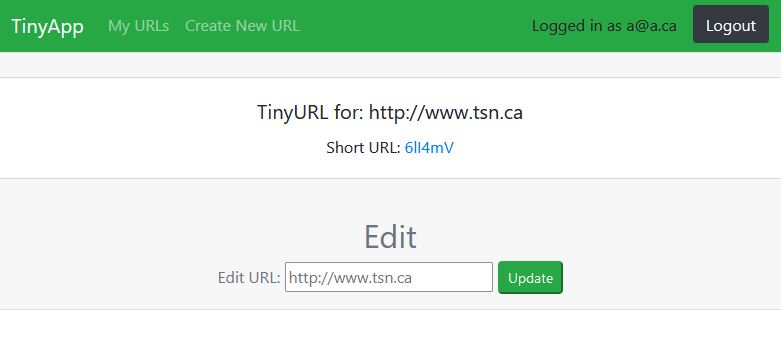 TinyApp My URLs Create New URL Logged in as a@a.ca Logout
TinyURL for: http://www.tsn.ca
Short URL: 6lI4mV
Edit
Edit URL: http://www.tsn.ca Update